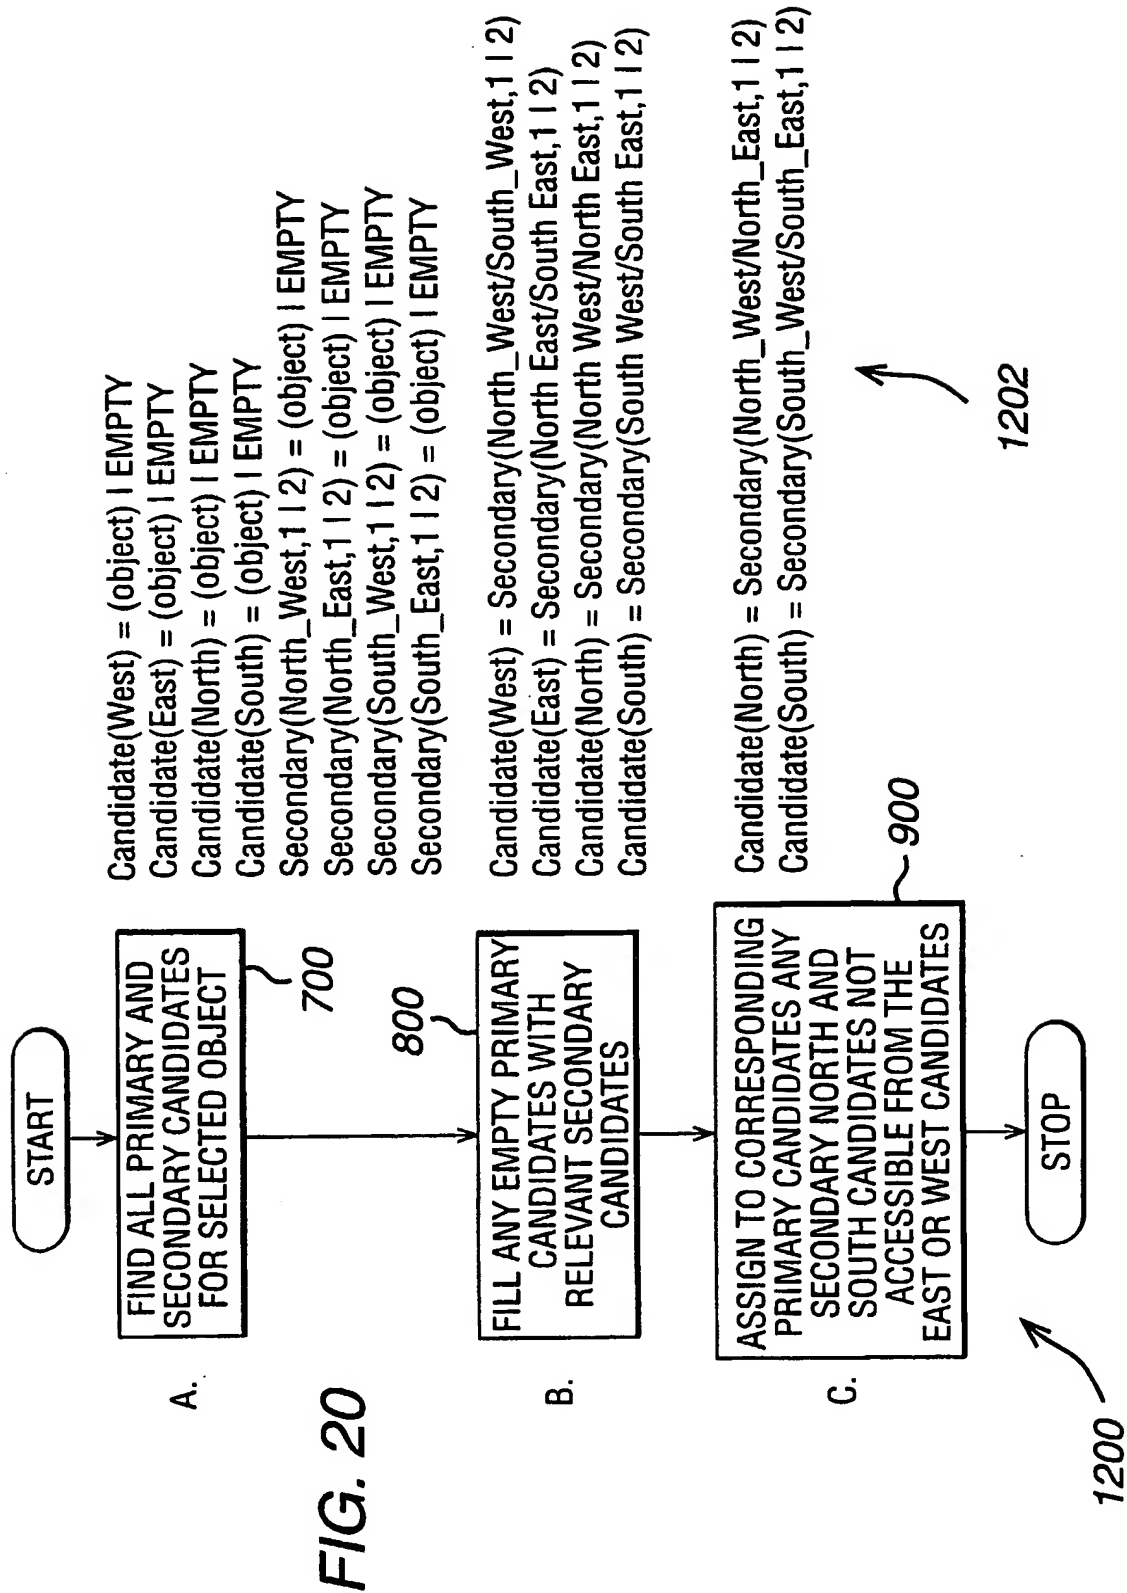 FIG. 20
START
A.
FIND ALL PRIMARY AND
SECONDARY CANDIDATES
FOR SELECTED OBJECT
700
Candidate(West) = (object) | EMPTY
Candidate(East) = (object) | EMPTY
Candidate(North) = (object) | EMPTY
Candidate(South) = (object) | EMPTY
Secondary(North_West,1 | 2) = (object) | EMPTY
Secondary(North_East,1 | 2) = (object) | EMPTY
Secondary(South_West,1 | 2) = (object) | EMPTY
Secondary(South_East,1 | 2) = (object) | EMPTY
B.
FILL ANY EMPTY PRIMARY
CANDIDATES WITH
RELEVANT SECONDARY
CANDIDATES
800
Candidate(West) = Secondary(North_West/South_West,1 | 2)
Candidate(East) = Secondary(North East/South East,1 | 2)
Candidate(North) = Secondary(North West/North East,1 | 2)
Candidate(South) = Secondary(South West/South East,1 | 2)
C.
ASSIGN TO CORRESPONDING
PRIMARY CANDIDATES ANY
SECONDARY NORTH AND
SOUTH CANDIDATES NOT
ACCESSIBLE FROM THE
EAST OR WEST CANDIDATES
900
Candidate(North) = Secondary(North_West/North_East,1 | 2)
Candidate(South) = Secondary(South_West/South_East,1 | 2)
STOP
1200
1202